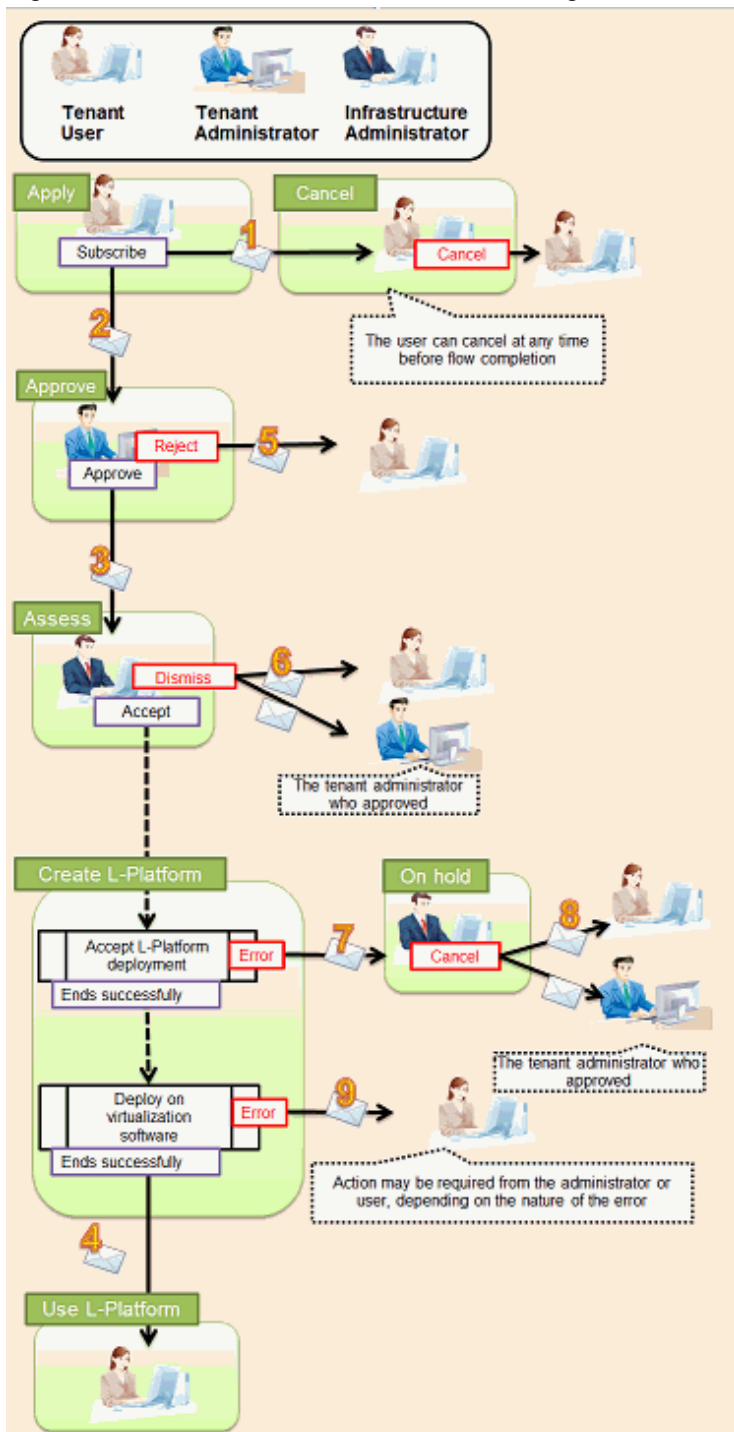 Tenant
User
Tenant
Administrator
Infrastructure
Administrator
Apply
Cancel
Subscribe
1
Cancel
2
The user can cancel at any time
before flow completion
Approve
Reject
5
Approve
3
Assess
Dismiss
6
Accept
The tenant administrator
who approved
Create L-Platform
On hold
Accept L-Platform
deployment
Error
7
Cancel
8
Ends successfully
The tenant administrator who
approved
Deploy on
virtualization
software
Error
9
Ends successfully
Action may be required from the administrator or
user, depending on the nature of the error
4
Use L-Platform